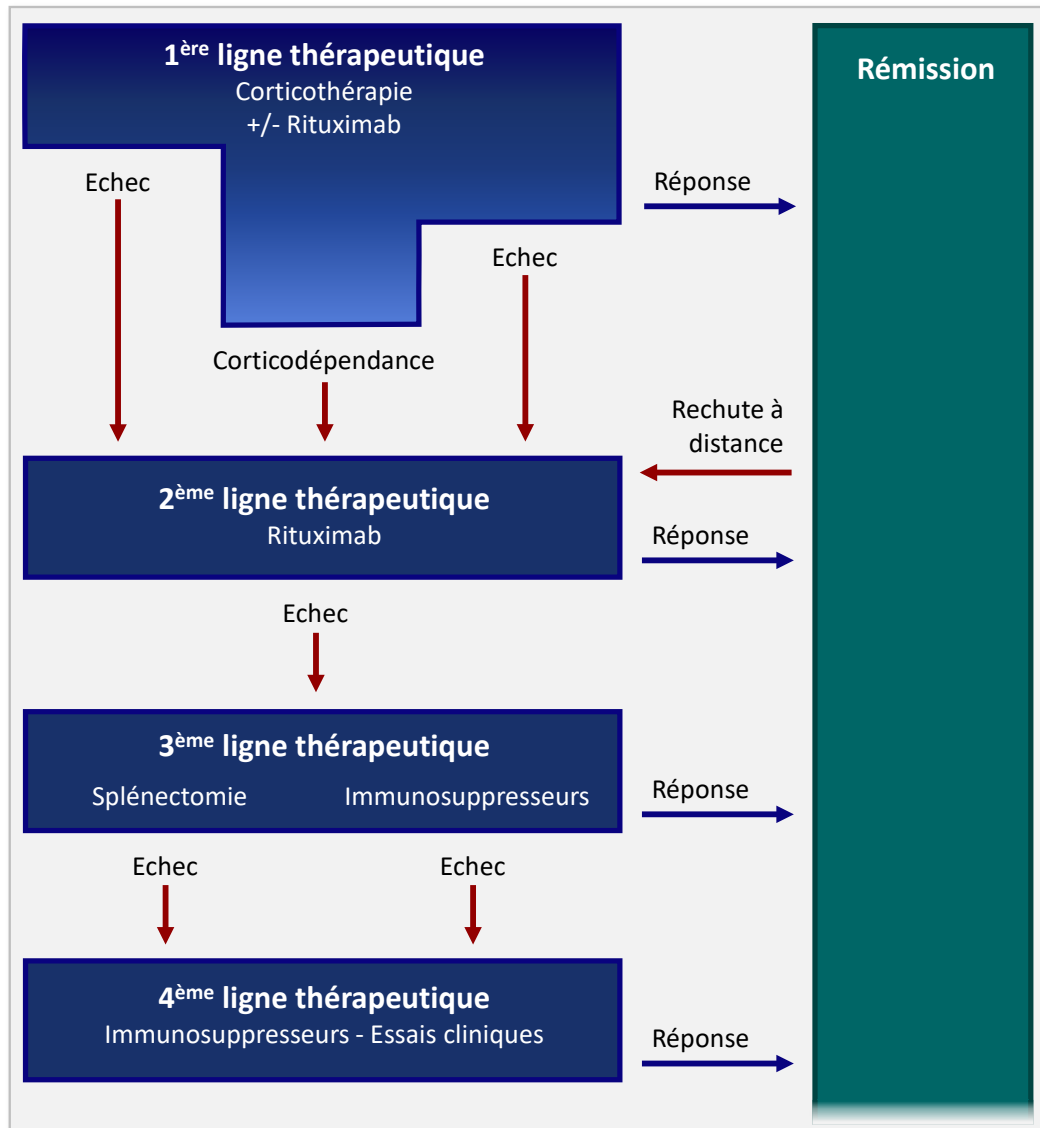 1ère ligne thérapeutique
Corticothérapie
+/- Rituximab
Rémission
Echec
Réponse
Echec
Corticodépendance
Rechute à
distance
2ème ligne thérapeutique
Rituximab
Réponse
Echec
3ème ligne thérapeutique
Splénectomie Immunosuppresseurs
Réponse
Echec Echec
4ème ligne thérapeutique
Immunosuppresseurs - Essais cliniques
Réponse